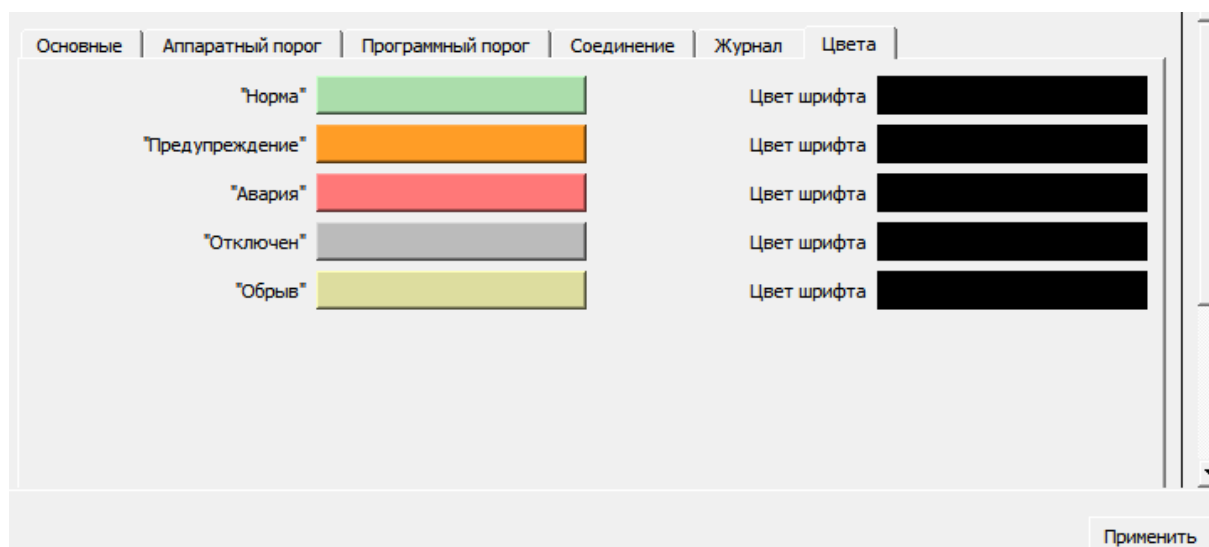 Основные Аппаратный порог Программный порог Соединение Журнал Цвета
"Норма" Цвет шрифта
"Предупреждение" Цвет шрифта
"Авария" Цвет шрифта
"Отключен" Цвет шрифта
"Обрыв" Цвет шрифта
Применить